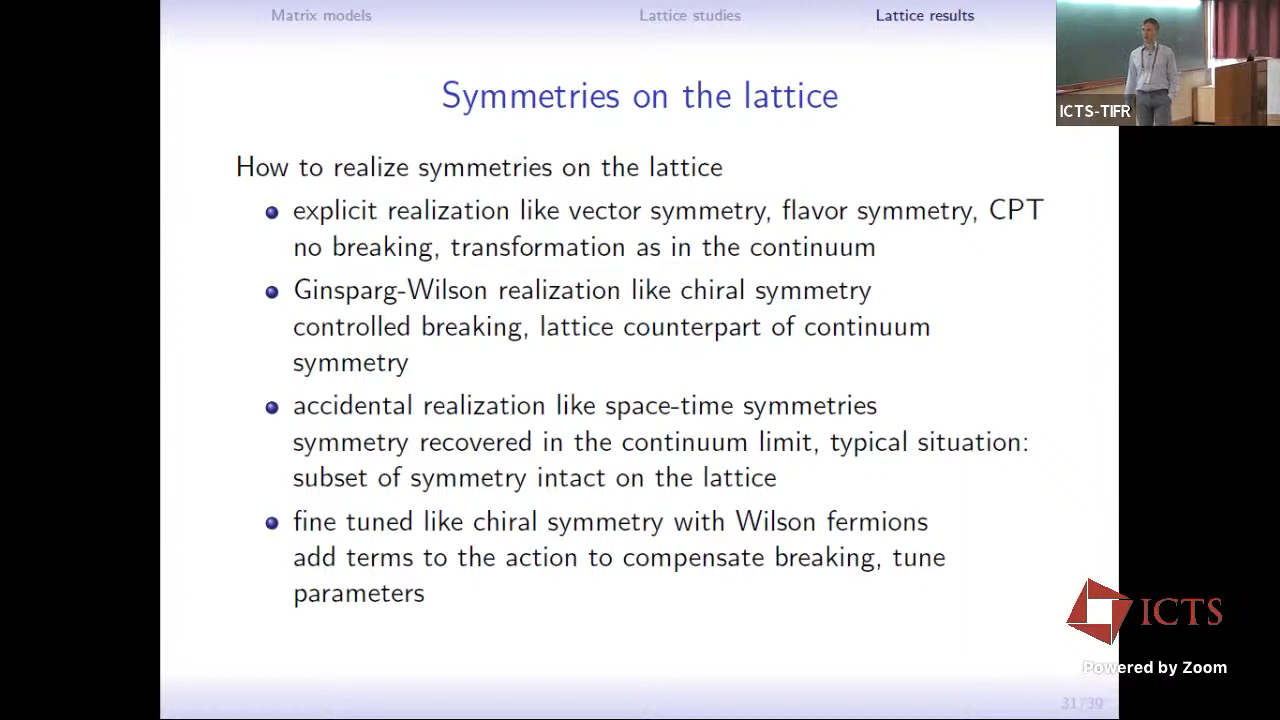 Matrix models
Lattice studies
Lattice results
ICTS-TIFR
Symmetries on the lattice
How to realize symmetries on the lattice
explicit realization like vector symmetry, flavor symmetry, CPT
no breaking, transformation as in the continuum
Ginsparg-Wilson realization like chiral symmetry
controlled breaking, lattice counterpart of continuum
symmetry
accidental realization like space-time symmetries
symmetry recovered in the continuum limit, typical situation:
subset of symmetry intact on the lattice
fine tuned like chiral symmetry with Wilson fermions
add terms to the action to compensate breaking, tune
parameters
ICTS
Powered by Zoom
31/39